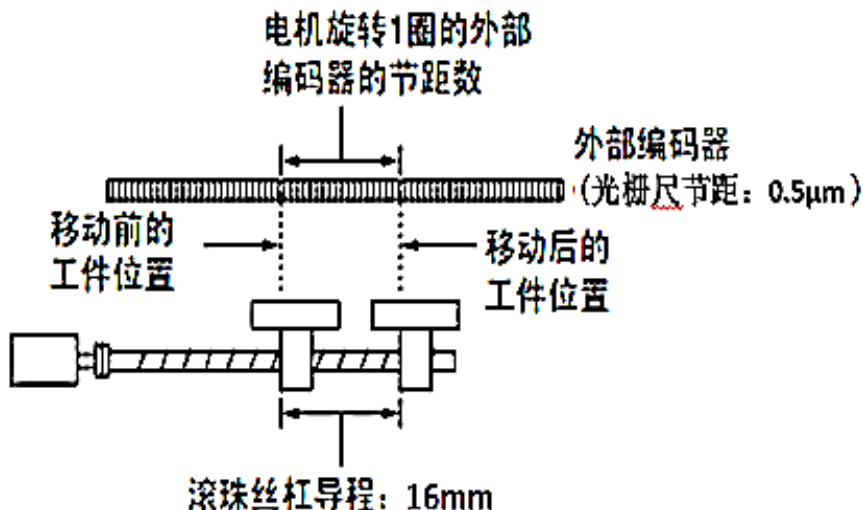 电机旋转1圈的外部
编码器的节距数
外部编码器
(光栅尺节距：0.5μm)
移动前的
工件位置
移动后的
工件位置
滚珠丝杠导程：16mm